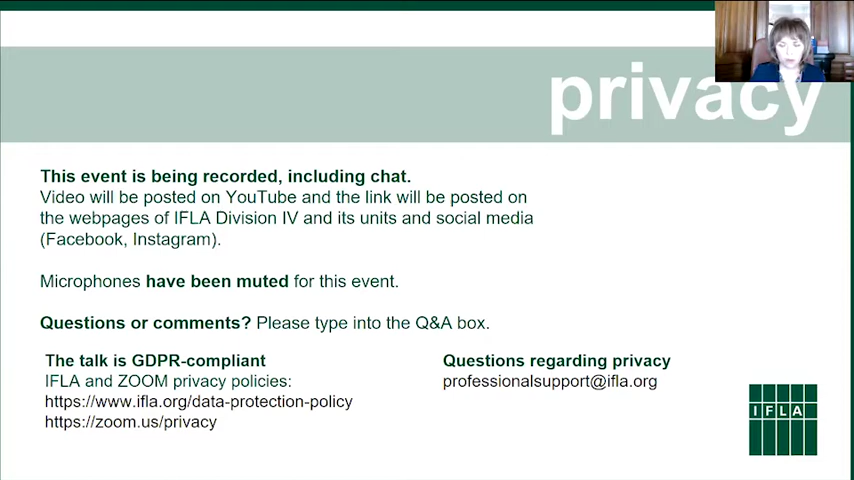 privacy
This event is being recorded, including chat.
Video will be posted on YouTube and the link will be posted on
the webpages of IFLA Division IV and its units and social media
(Facebook, Instagram).
Microphones have been muted for this event.
Questions or comments? Please type into the Q&A box.
The talk is GDPR-compliant
IFLA and ZOOM privacy policies:
https://www.ifla.org/data-protection-policy
https://zoom.us/privacy
Questions regarding privacy
professionalsupport@ifla.org
IFLA